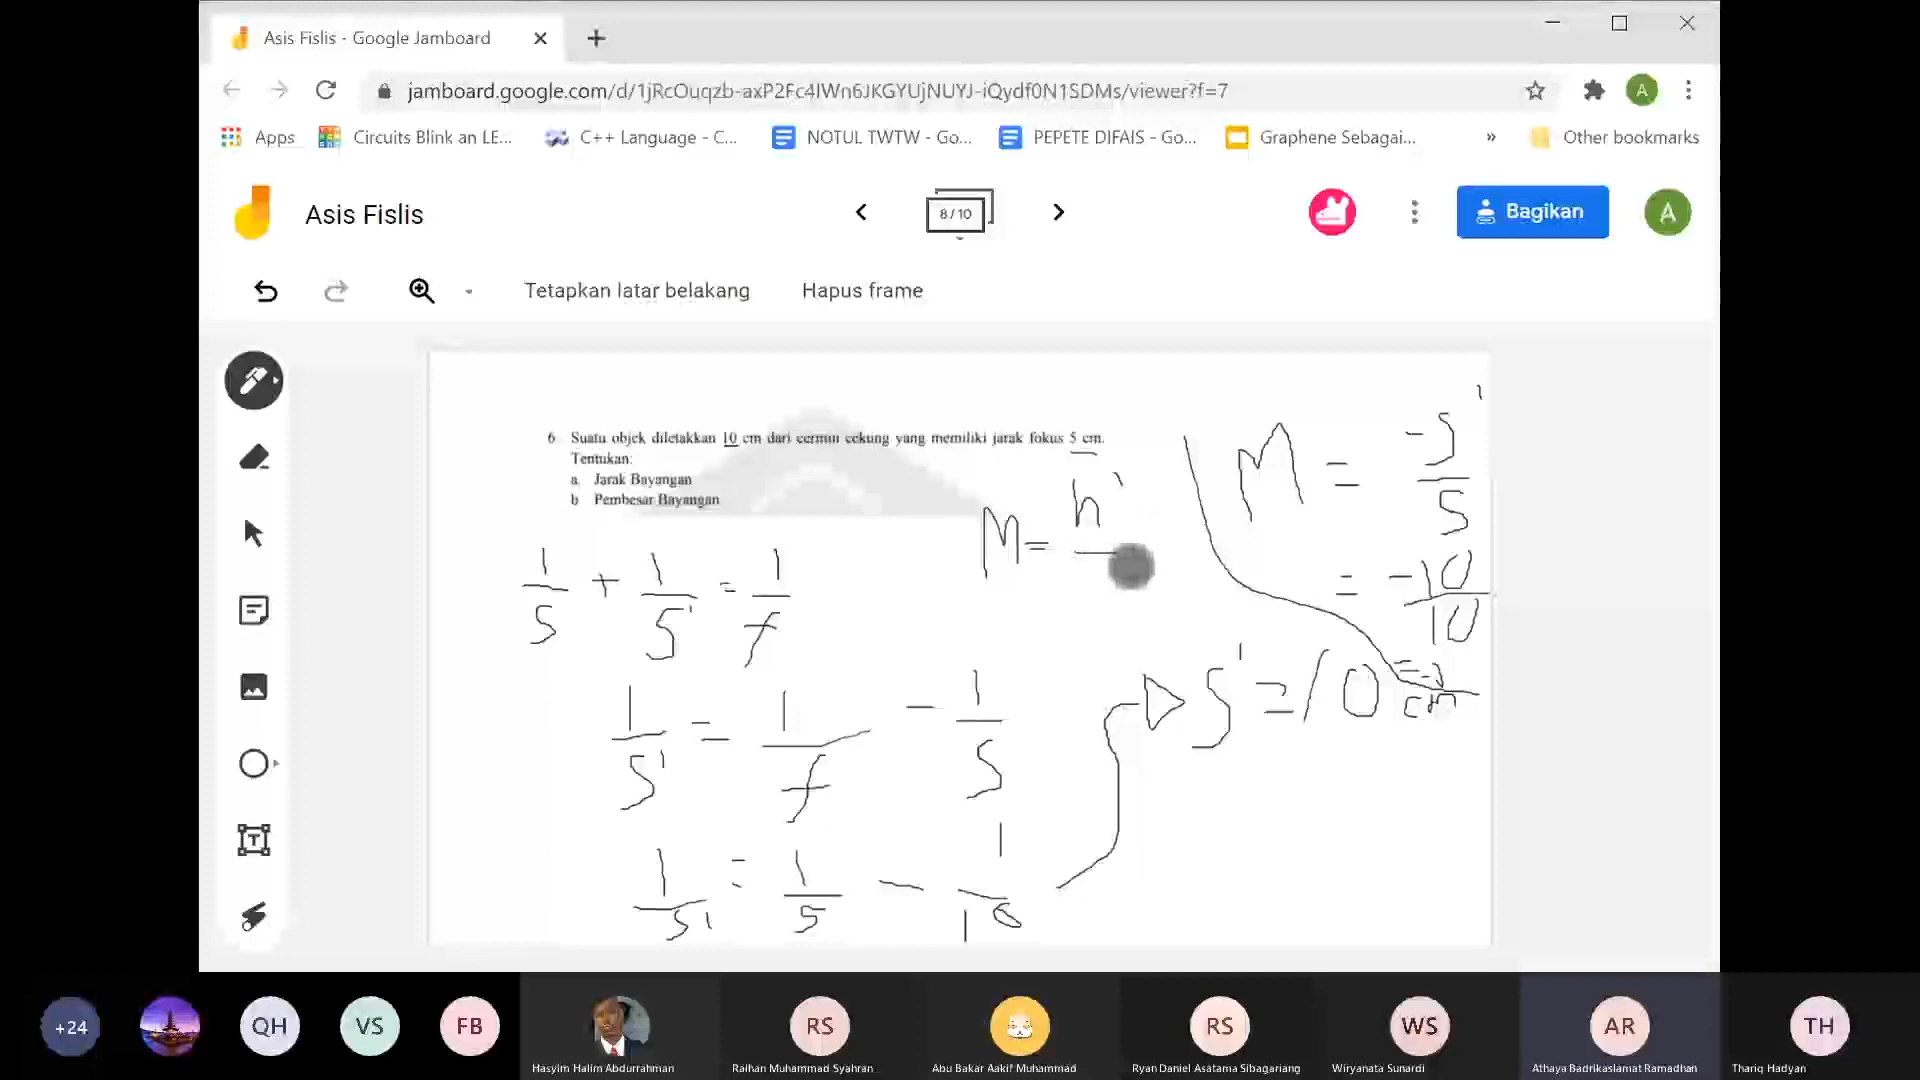 Asis Fislis - Google Jamboard
jamboard.google.com/d/1jRcOuqzb-axP2Fc4IWn6JKGYUjNUYJ-iQydf0N1SDMs/viewer?f=7
A
Apps
Circuits Blink an LE...
C++ Language - C...
NOTUL TWTW - Go...
PEPETE DIFAIS - Go...
Graphene Sebagai...
»
Other bookmarks
Asis Fislis
8 / 10
Bagikan
A
Tetapkan latar belakang
Hapus frame
6 Suatu objek diletakkan 10 cm dari cermin cekung yang memiliki jarak fokus 5 cm.
Tentukan:
a Jarak Bayangan
b Pembesar Bayangan
M = h' /
M = -s' / s
= -10 / 10
1/s + 1/s' = 1/f
1/s' = 1/f - 1/s
s' = 10 cm
1/s' = 1/5 - 1/10
+24
QH
VS
FB
RS
RS
WS
AR
TH
Hasyim Halim Abdurrahman
Raihan Muhammad Syahran
Abu Bakar Aakif Muhammad
Ryan Daniel Asatama Sibagariang
Wiryanata Sunardi
Athaya Badrikaslamat Ramadhan
Thariq Hadyan